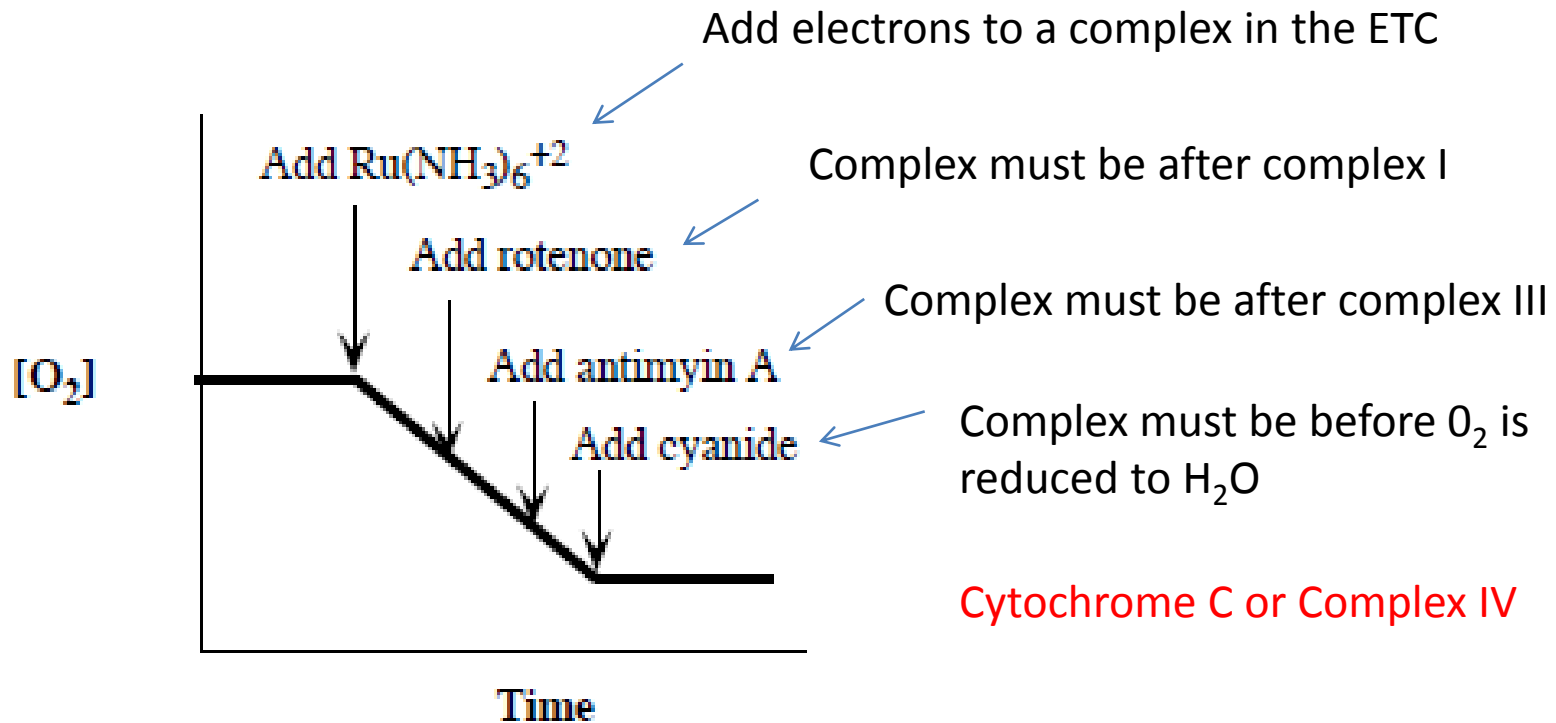 Add electrons to a complex in the ETC
Add Ru(NH₃)₆⁺²
Complex must be after complex I
Add rotenone
Complex must be after complex III
[O₂]
Add antimyin A
Add cyanide
Complex must be before 0₂ is
reduced to H₂O
Cytochrome C or Complex IV
Time